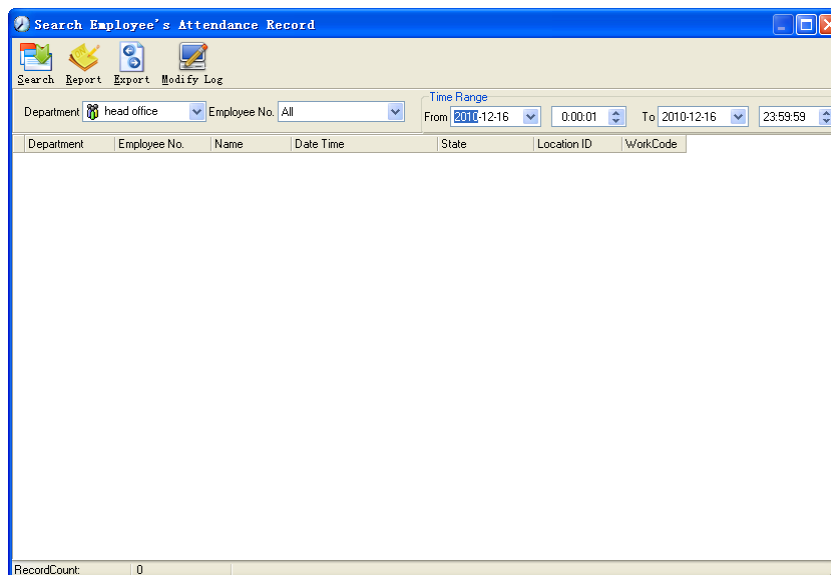 Search Employee's Attendance Record
Search Report Export Modify Log
Time Range
Department head office Employee No. All From 2010-12-16 0:00:01 To 2010-12-16 23:59:59
Department Employee No. Name Date Time State Location ID WorkCode
RecordCount: 0